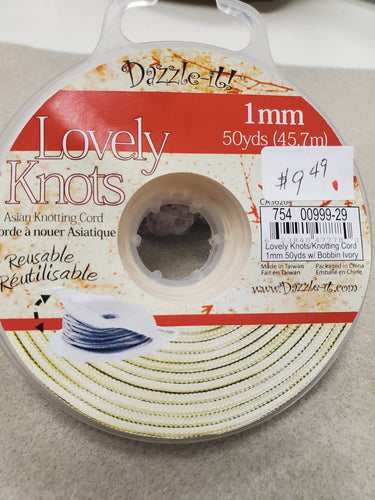 Dazzle-it!
1mm
50yds (45.7m)
Lovely
Knots
Asian Knotting Cord
orde à nouer Asiatique
Reusable
Réutilisable
$9.49
754 00999-29
Lovely Knots/Knotting Cord
1mm 50yds w/ Bobbin Ivory
Made in Taiwan
Fait en Taiwan
Packaged in China
Emballé en Chine
www.Dazzle-it.